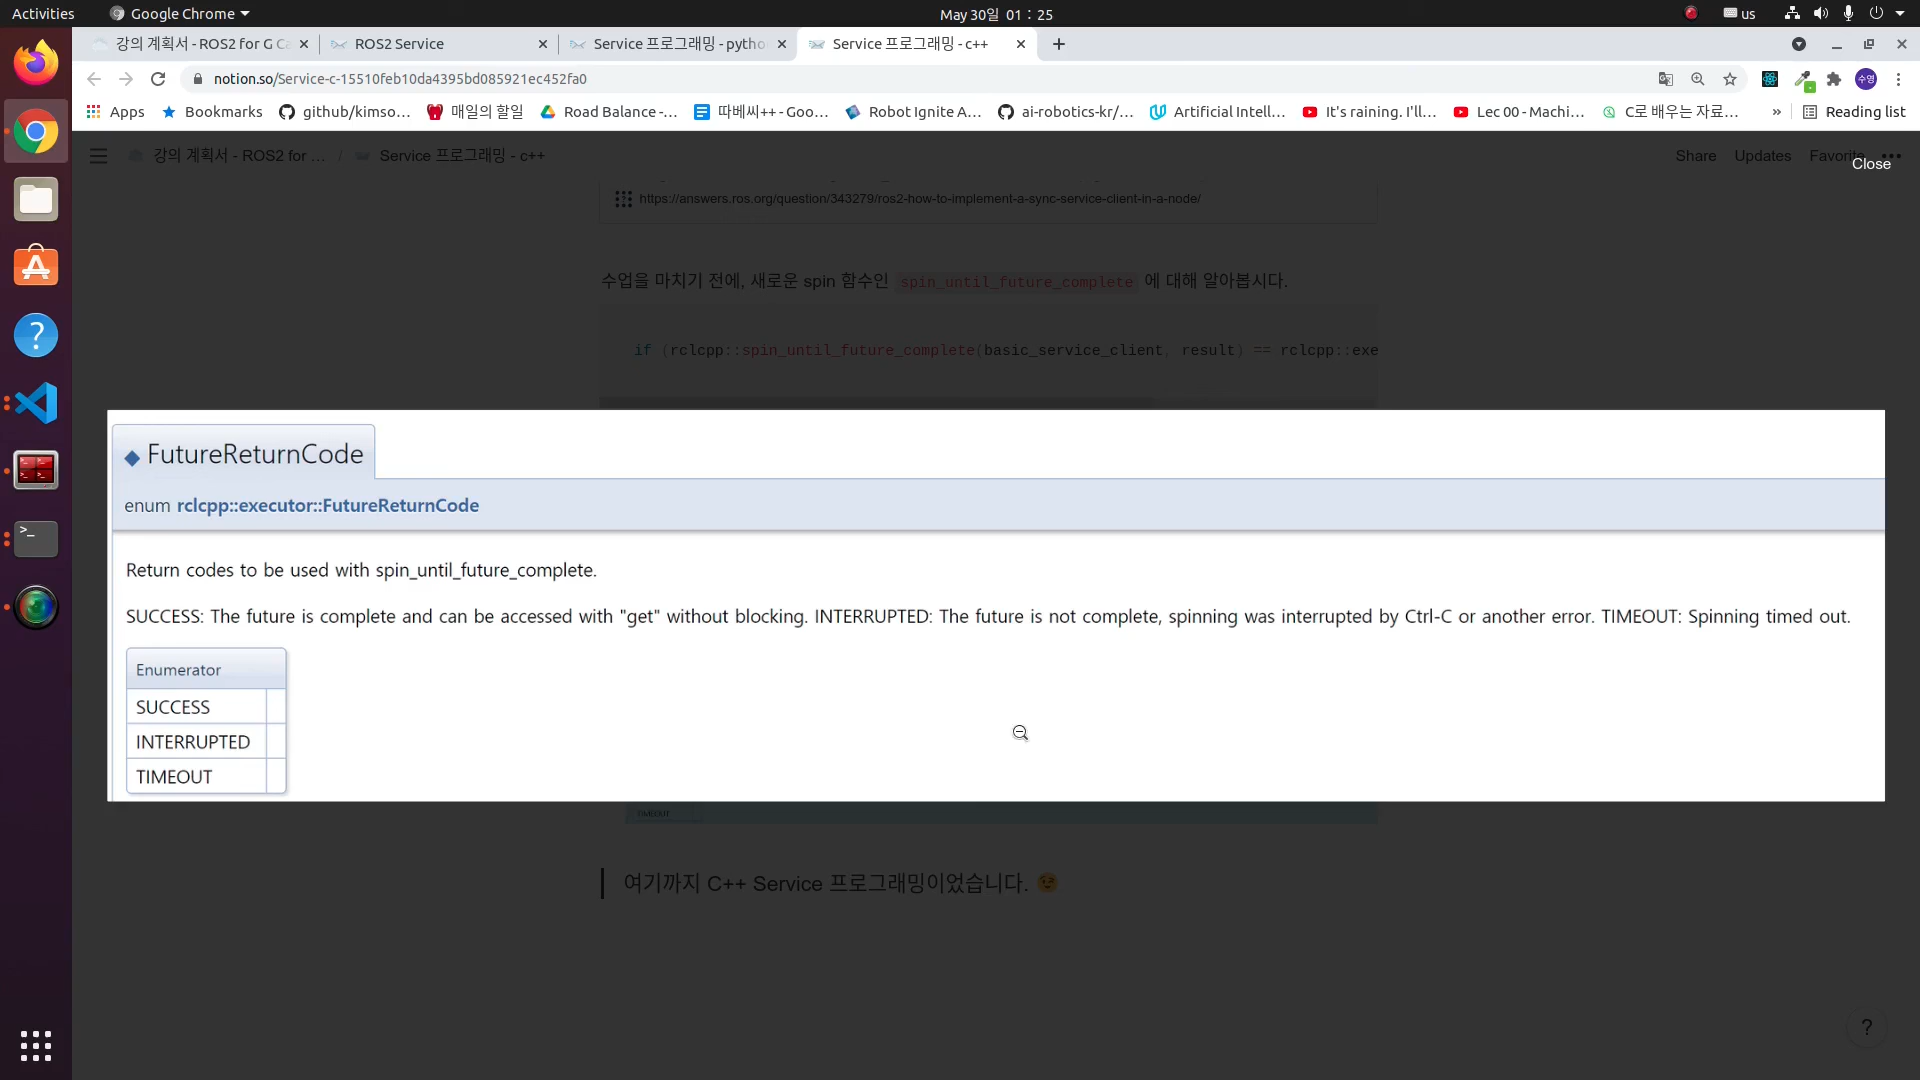 Activities Google Chrome May 30일 01 : 25 us
강의 계획서 - ROS2 for G Ca ROS2 Service Service 프로그래밍 - pytho Service 프로그래밍 - c++
notion.so/Service-c-15510feb10da4395bd085921ec452fa0 수영
Apps Bookmarks github/kimso... 매일의 할일 Road Balance -... 따베씨++ - Goo... Robot Ignite A... ai-robotics-kr/... Artificial Intell... It's raining. I'll... Lec 00 - Machi... C로 배우는 자료... » Reading list
강의 계획서 - ROS2 for ... / Service 프로그래밍 - c++ Share Updates Favorite
Close
https://answers.ros.org/question/343279/ros2-how-to-implement-a-sync-service-client-in-a-node/
수업을 마치기 전에, 새로운 spin 함수인 spin_until_future_complete 에 대해 알아봅시다.
if (rclcpp::spin_until_future_complete(basic_service_client, result) == rclcpp::exe
FutureReturnCode
enum rclcpp::executor::FutureReturnCode
Return codes to be used with spin_until_future_complete.
SUCCESS: The future is complete and can be accessed with "get" without blocking. INTERRUPTED: The future is not complete, spinning was interrupted by Ctrl-C or another error. TIMEOUT: Spinning timed out.
Enumerator
SUCCESS
INTERRUPTED
TIMEOUT
TIMEOUT
여기까지 C++ Service 프로그래밍이었습니다. 😉
?